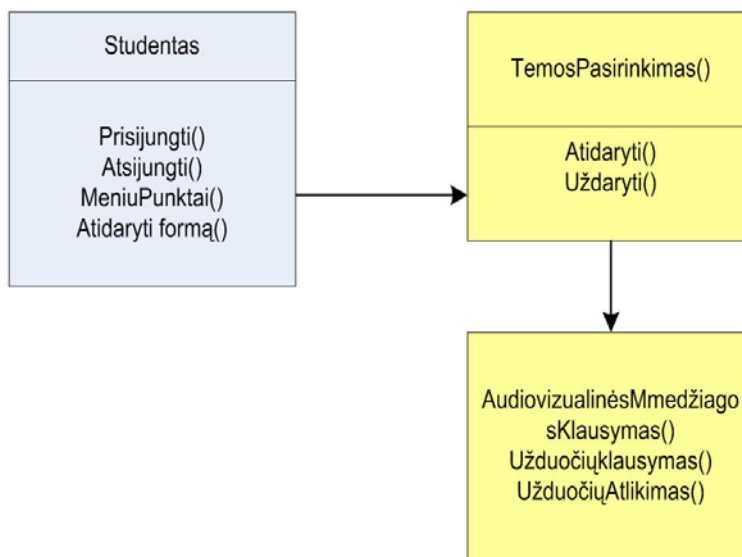 Studentas
Prisijungti()
Atsijungti()
MeniuPunktai()
Atidaryti formą()
TemosPasirinkimas()
Atidaryti()
Uždaryti()
AudiovizualinėsMmedžiago
sKlausymas()
Užduočiųklausymas()
UžduočiųAtlikimas()